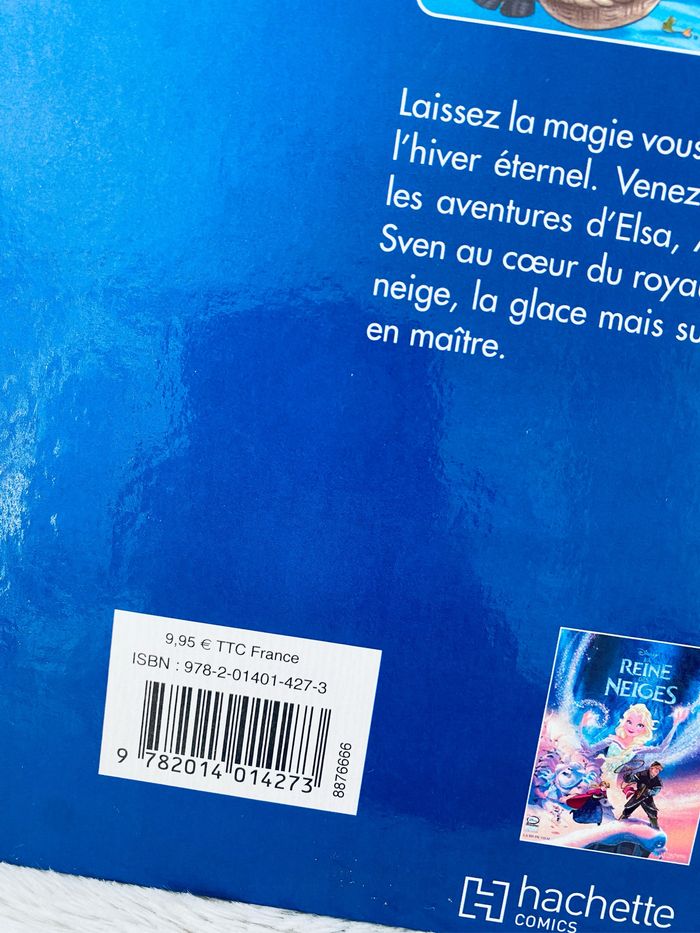 Laissez la magie vous
l'hiver éternel. Venez
les aventures d'Elsa,
Sven au cœur du royau
neige, la glace mais su
en maître.
9,95 € TTC France
ISBN : 978-2-01401-427-3
9 782014 014273
8876666
Disney
REINE
NEIGES
hachette
COMICS